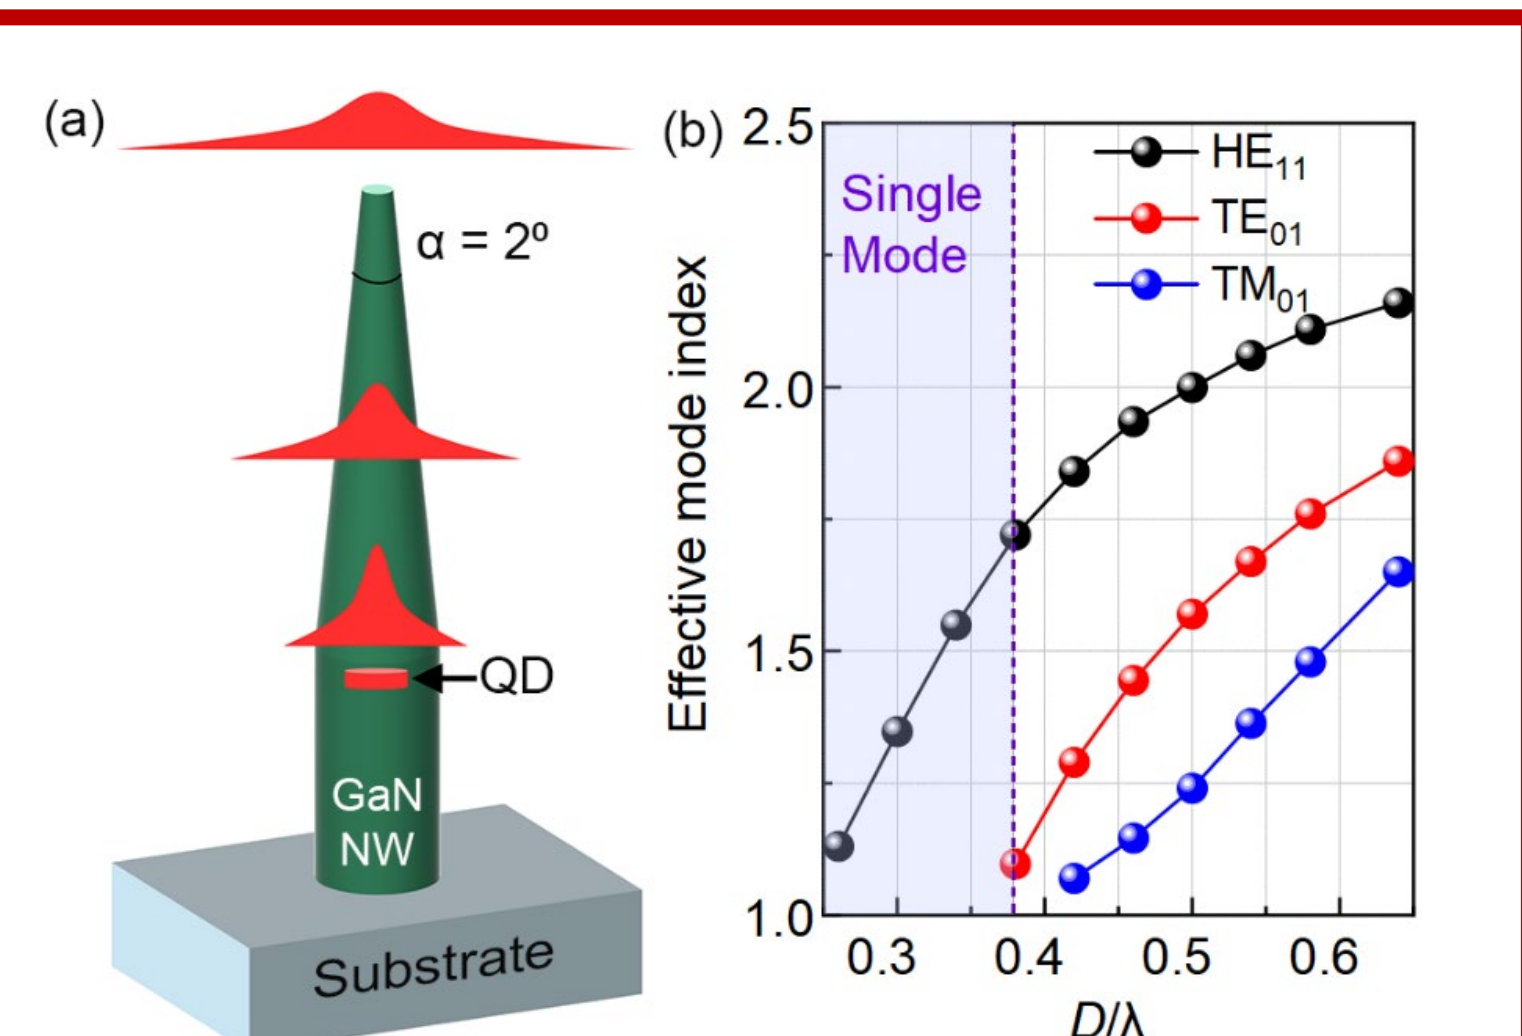 (a)
α = 2º
QD
GaN
NW
Substrate
(b)
Effective mode index
2.5
2.0
1.5
1.0
Single
Mode
HE₁₁
TE₀₁
TM₀₁
0.3 0.4 0.5 0.6
D/λ